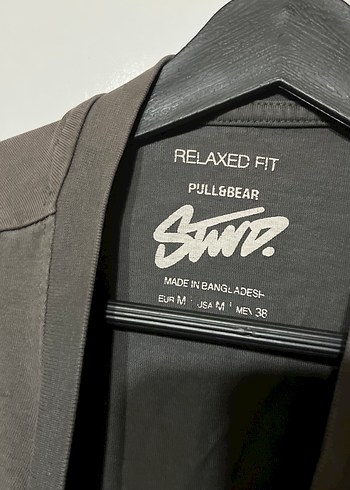 RELAXED FIT
PULL&BEAR
STWD.
MADE IN BANGLADESH
EUR M USA M MEX 38